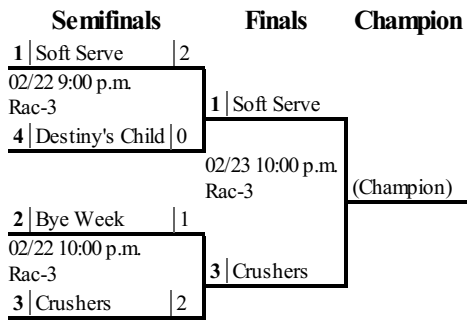 Semifinals Finals Champion
1 Soft Serve 2
02/22 9:00 p.m.
Rac-3
4 Destiny's Child 0
1 Soft Serve
02/23 10:00 p.m.
Rac-3
(Champion)
2 Bye Week 1
02/22 10:00 p.m.
Rac-3
3 Crushers 2
3 Crushers